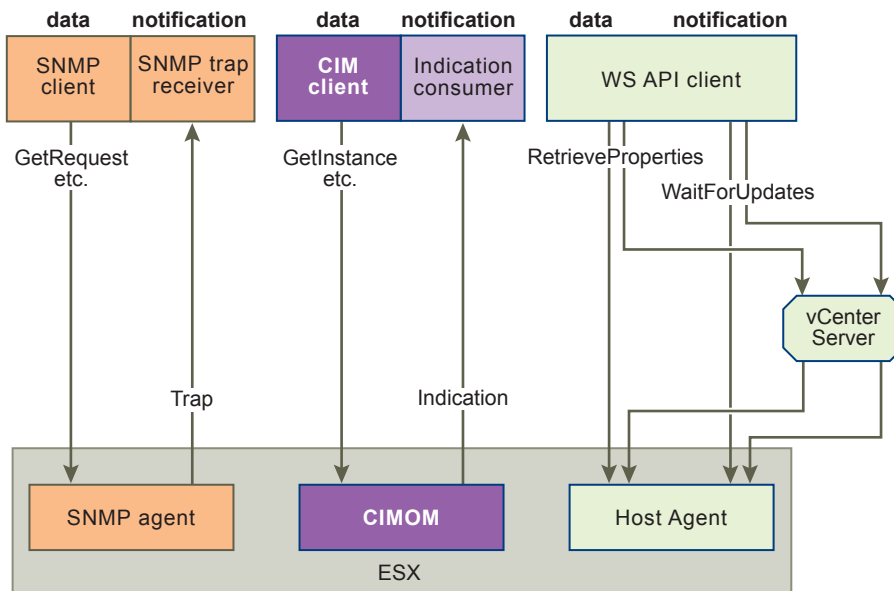 data notification data notification data notification
SNMP client
SNMP trap receiver
CIM client
Indication consumer
WS API client
GetRequest etc.
GetInstance etc.
RetrieveProperties
WaitForUpdates
vCenter Server
Trap
Indication
SNMP agent
CIMOM
Host Agent
ESX